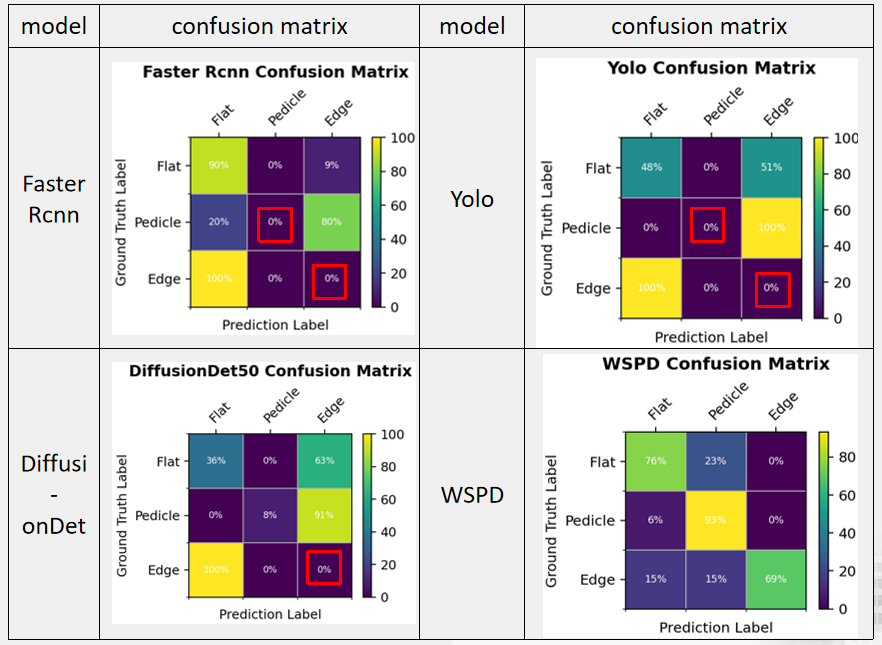 model
confusion matrix
model
confusion matrix
Faster
Rcnn
Faster Rcnn Confusion Matrix
Flat
Pedicle
Edge
Ground Truth Label
Flat
90%
0%
9%
Pedicle
20%
0%
80%
Edge
100%
0%
0%
Prediction Label
100
80
60
40
20
0
Yolo
Yolo Confusion Matrix
Flat
Pedicle
Edge
Ground Truth Label
Flat
48%
0%
51%
Pedicle
0%
0%
100%
Edge
100%
0%
0%
Prediction Label
100
80
60
40
20
0
Diffusi
-
onDet
DiffusionDet50 Confusion Matrix
Flat
Pedicle
Edge
Ground Truth Label
Flat
36%
0%
63%
Pedicle
0%
8%
91%
Edge
100%
0%
0%
Prediction Label
100
80
60
40
20
0
WSPD
WSPD Confusion Matrix
Flat
Pedicle
Edge
Ground Truth Label
Flat
76%
23%
0%
Pedicle
6%
93%
0%
Edge
15%
15%
69%
Prediction Label
80
60
40
20
0